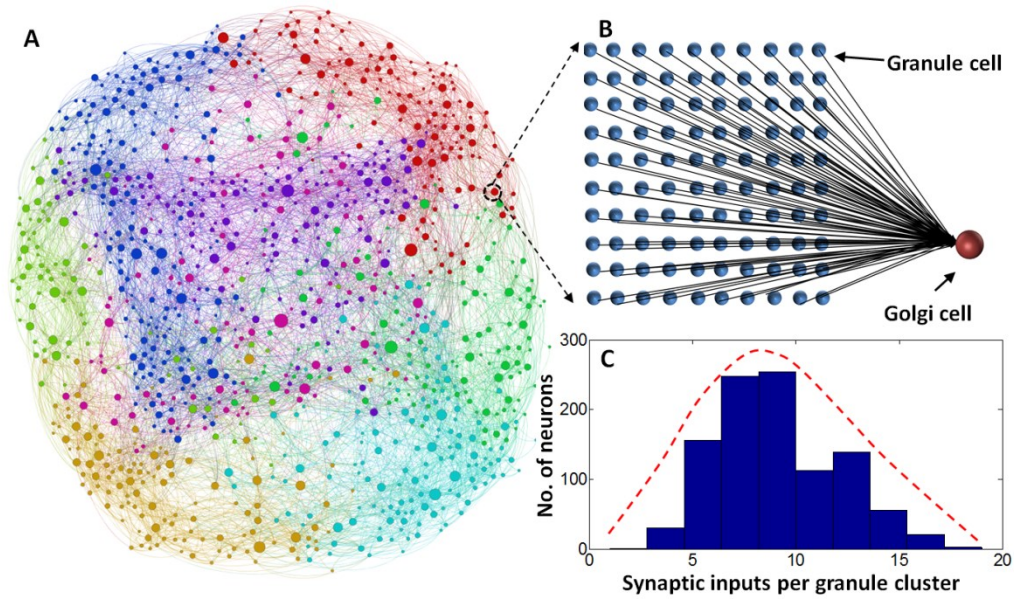 A
B
Granule cell
Golgi cell
C
300
200
100
0
No. of neurons
0
5
10
15
20
Synaptic inputs per granule cluster